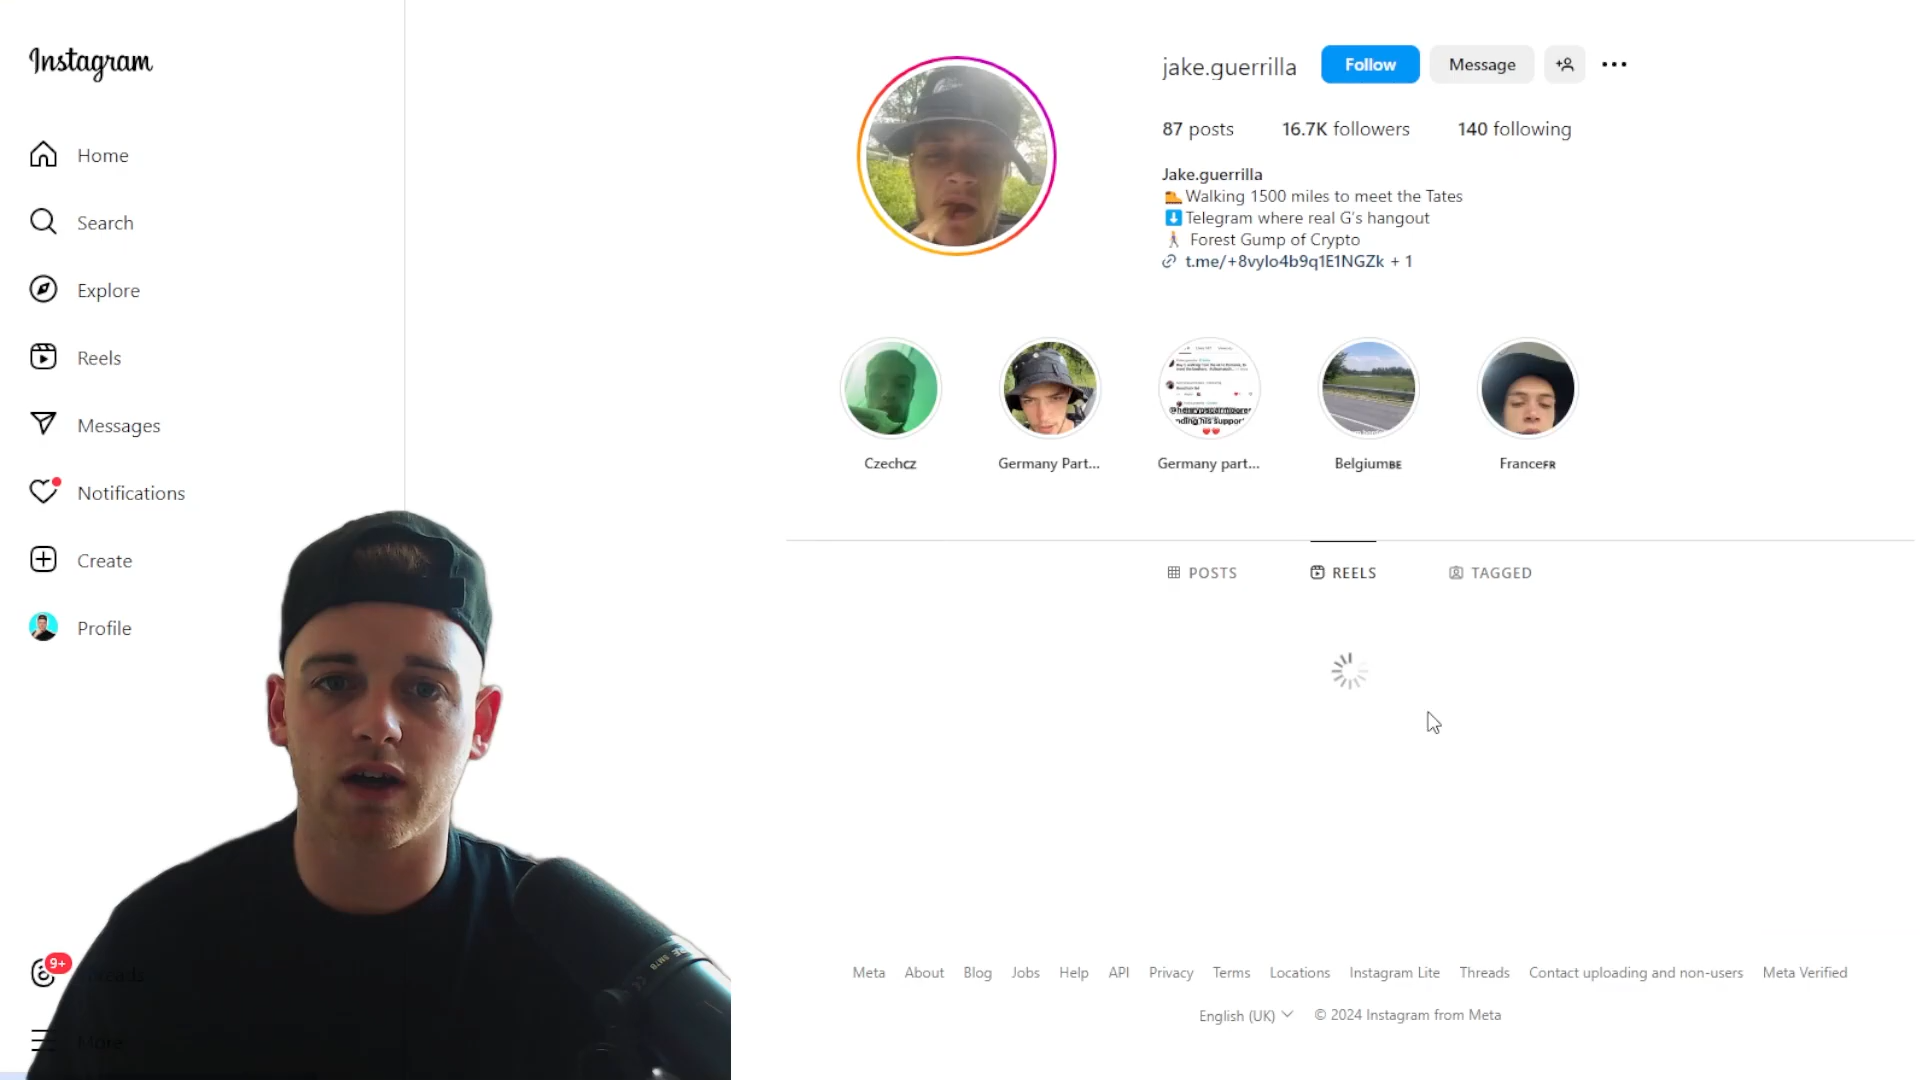 Instagram
Home
Search
Explore
Reels
Messages
Notifications
Create
Profile
9+
More
jake.guerrilla
Follow
Message
87 posts
16.7K followers
140 following
Jake.guerrilla
Walking 1500 miles to meet the Tates
Telegram where real G's hangout
Forest Gump of Crypto
t.me/+8vylo4b9q1E1NGZk + 1
CzechCZ
Germany Part...
Germany part...
BelgiumBE
FranceFR
POSTS
REELS
TAGGED
Meta
About
Blog
Jobs
Help
API
Privacy
Terms
Locations
Instagram Lite
Threads
Contact uploading and non-users
Meta Verified
English (UK)
© 2024 Instagram from Meta